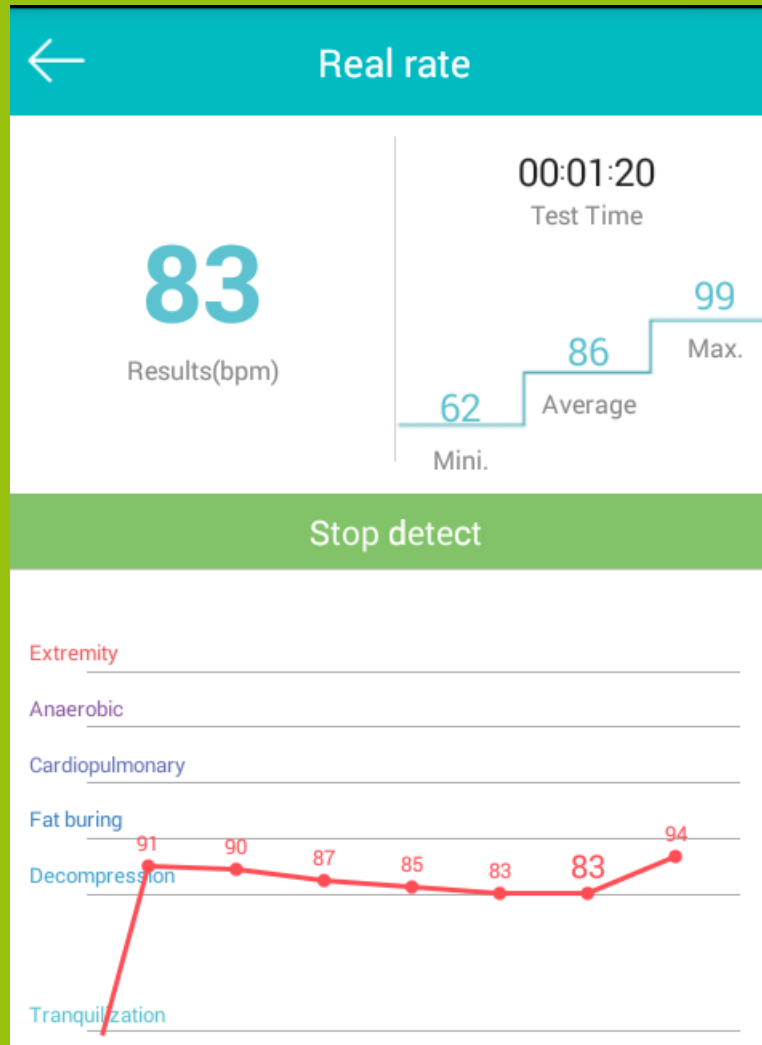 Real rate
83
Results(bpm)
00:01:20
Test Time
62
Mini.
86
Average
99
Max.
Stop detect
Extremity
Anaerobic
Cardiopulmonary
Fat buring
Decompression
Tranquilization
91
90
87
85
83
83
94